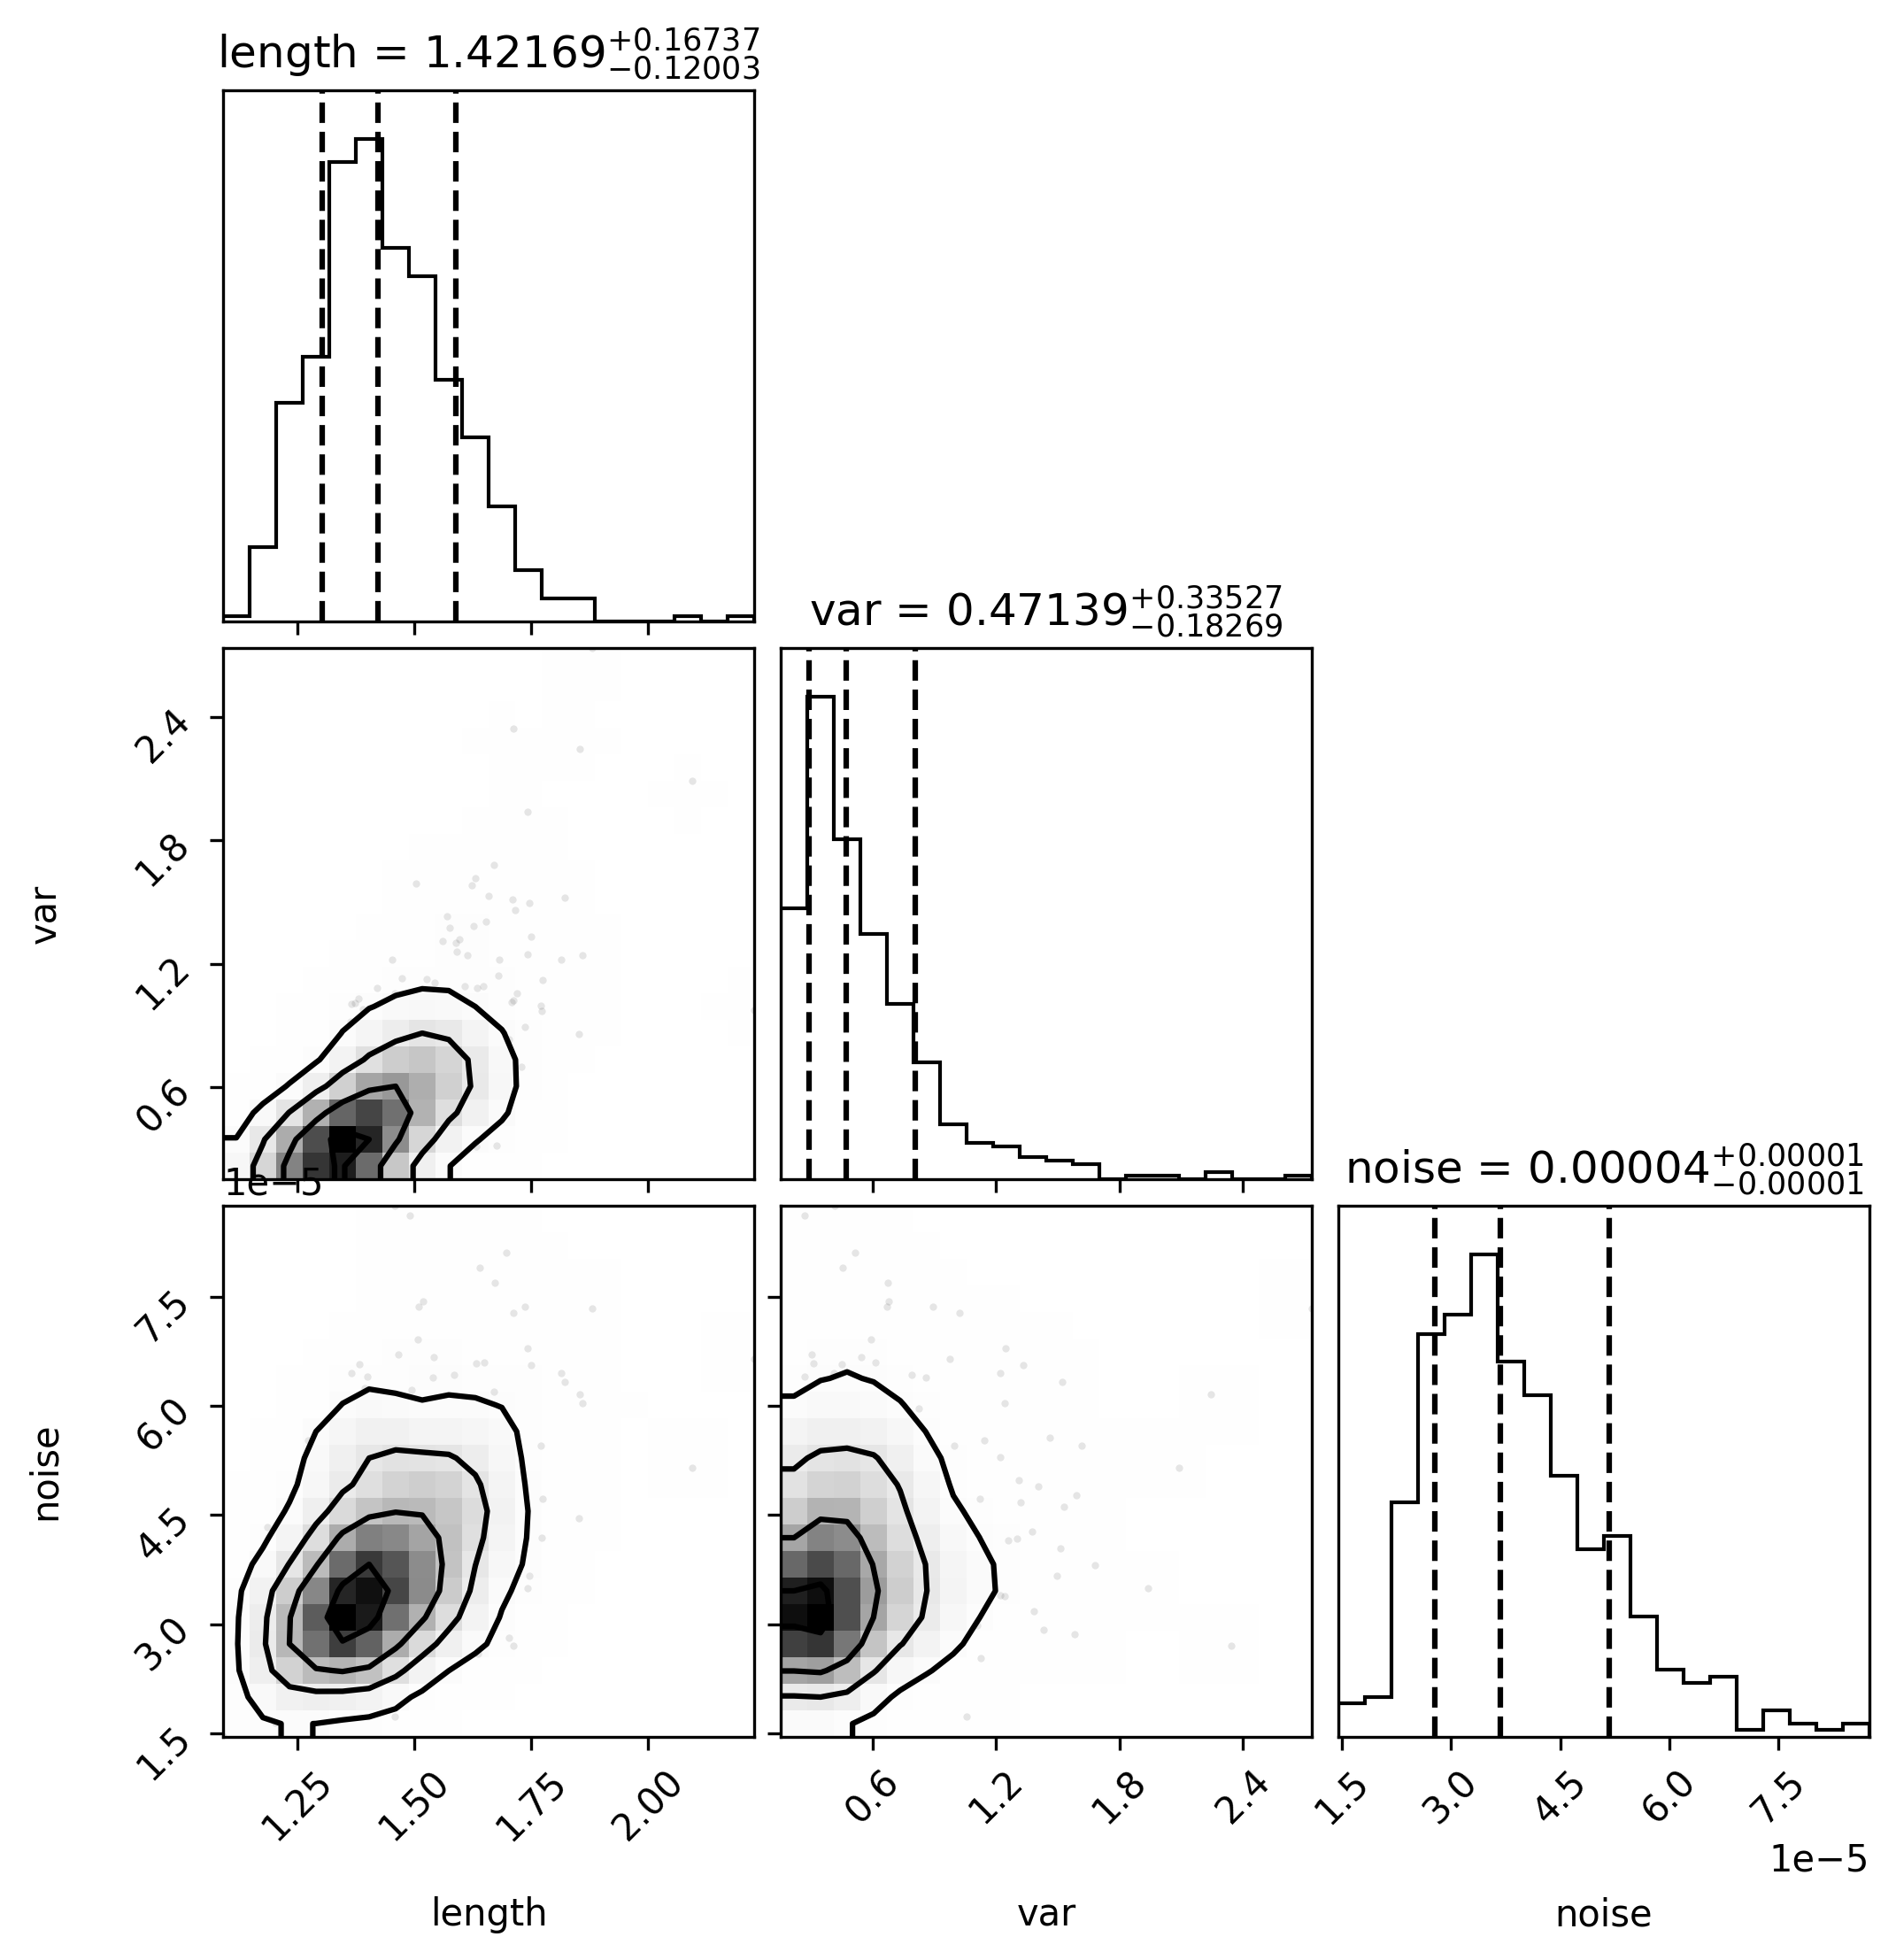 length = 1.42169 +0.16737 −0.12003
var = 0.47139 +0.33527 −0.18269
2.4
1.8
1.2
0.6
var
noise = 0.00004 +0.00001 −0.00001
1e−5
7.5
6.0
4.5
3.0
1.5
noise
1.25 1.50 1.75 2.00
0.6 1.2 1.8 2.4
1.5 3.0 4.5 6.0 7.5
1e−5
length var noise